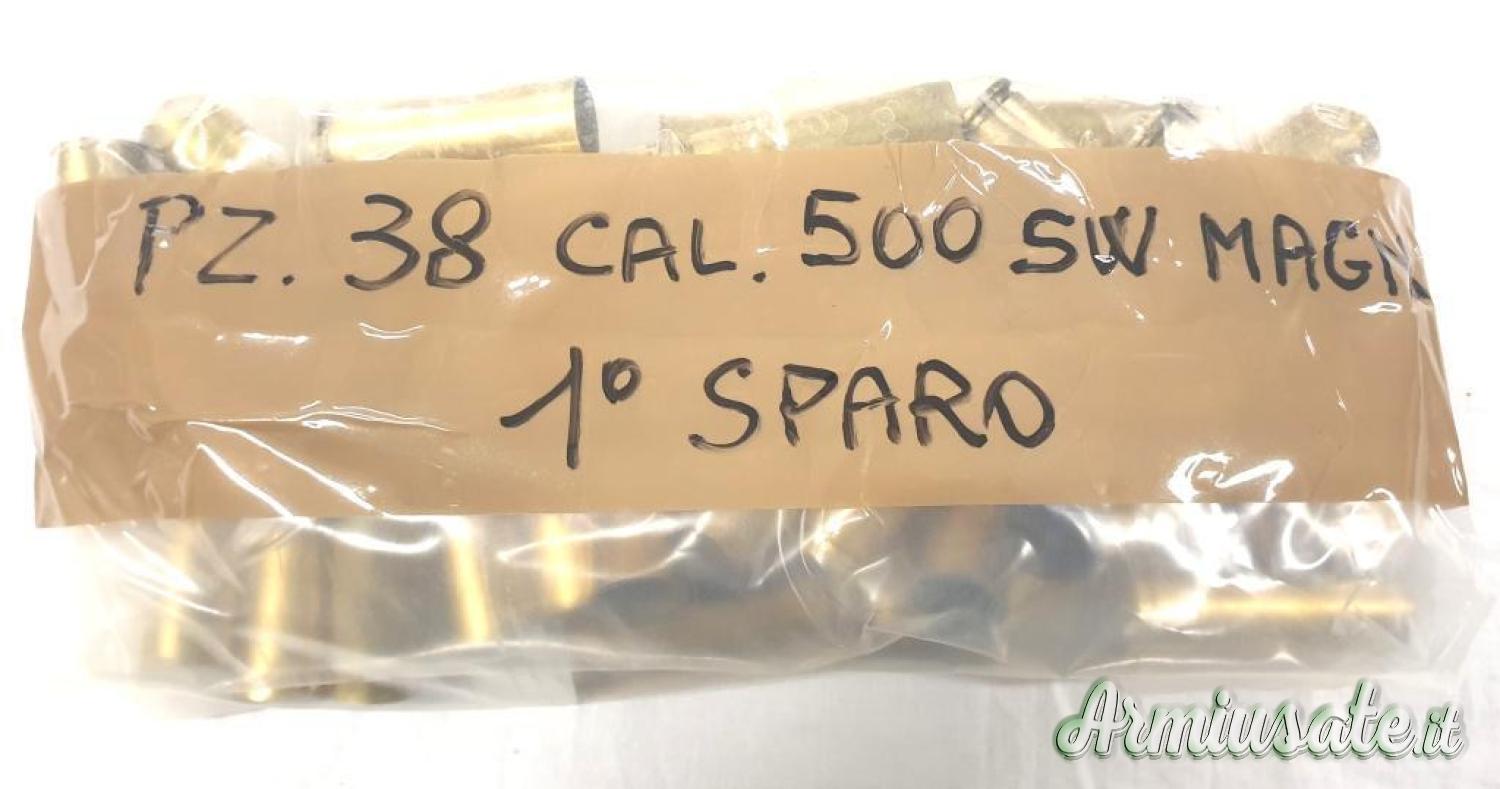 PZ. 38 CAL. 500 SW MAGN
1° SPARO
Armiusate.it